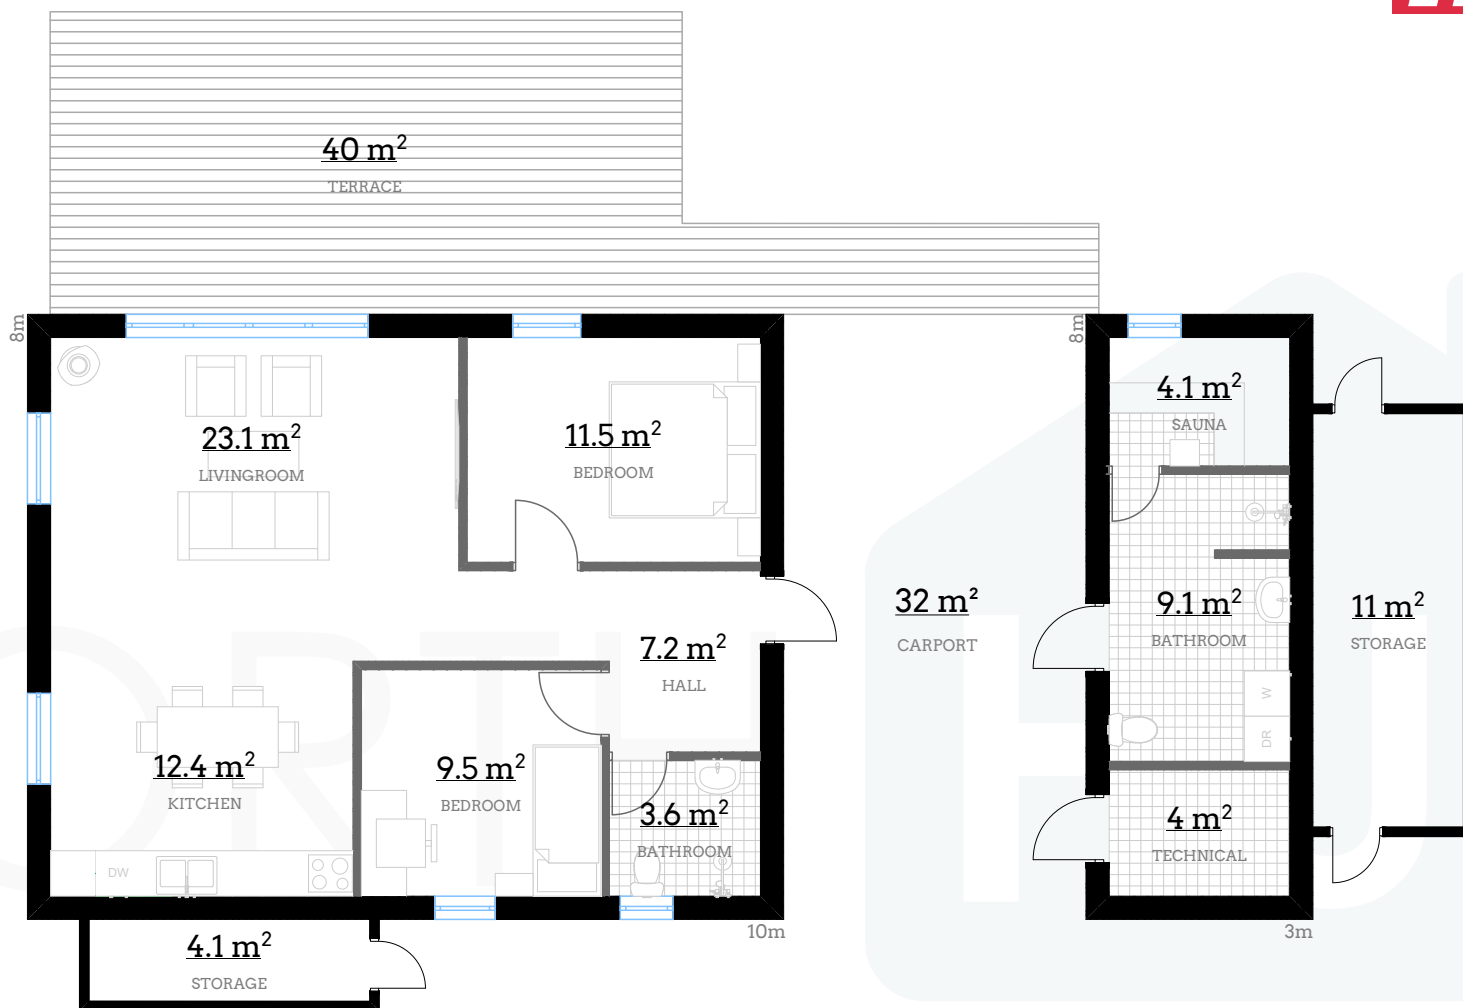 40 m²
TERRACE
8m
8m
23.1 m²
LIVINGROOM
11.5 m²
BEDROOM
4.1 m²
SAUNA
32 m²
CARPORT
9.1 m²
BATHROOM
11 m²
STORAGE
7.2 m²
HALL
W
DR
12.4 m²
KITCHEN
9.5 m²
BEDROOM
3.6 m²
BATHROOM
4 m²
TECHNICAL
DW
10m
3m
4.1 m²
STORAGE